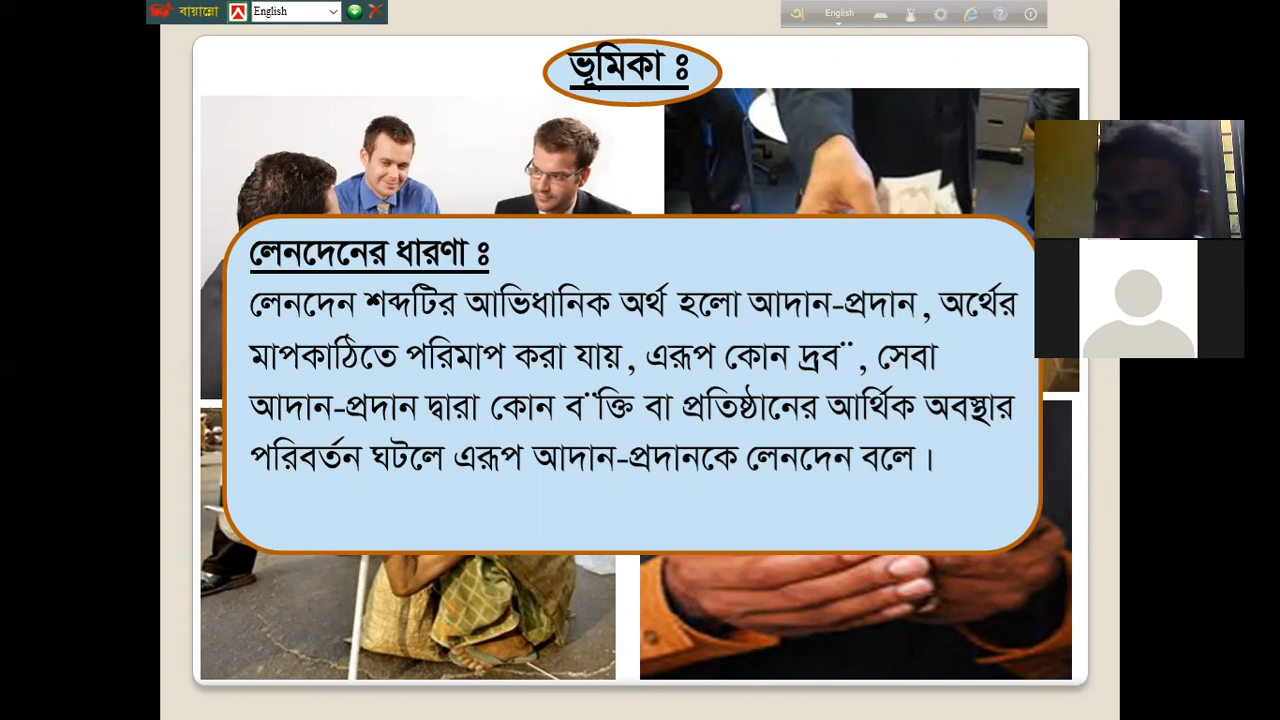 বায়ান্নো
English
অ
English
ভূমিকা ঃ
লেনদেনের ধারণা ঃ
লেনদেন শব্দটির আভিধানিক অর্থ হলো আদান-প্রদান, অর্থের
মাপকাঠিতে পরিমাপ করা যায়, এরূপ কোন দ্রব¨, সেবা
আদান-প্রদান দ্বারা কোন ব¨ক্তি বা প্রতিষ্ঠানের আর্থিক অবস্থার
পরিবর্তন ঘটলে এরূপ আদান-প্রদানকে লেনদেন বলে।